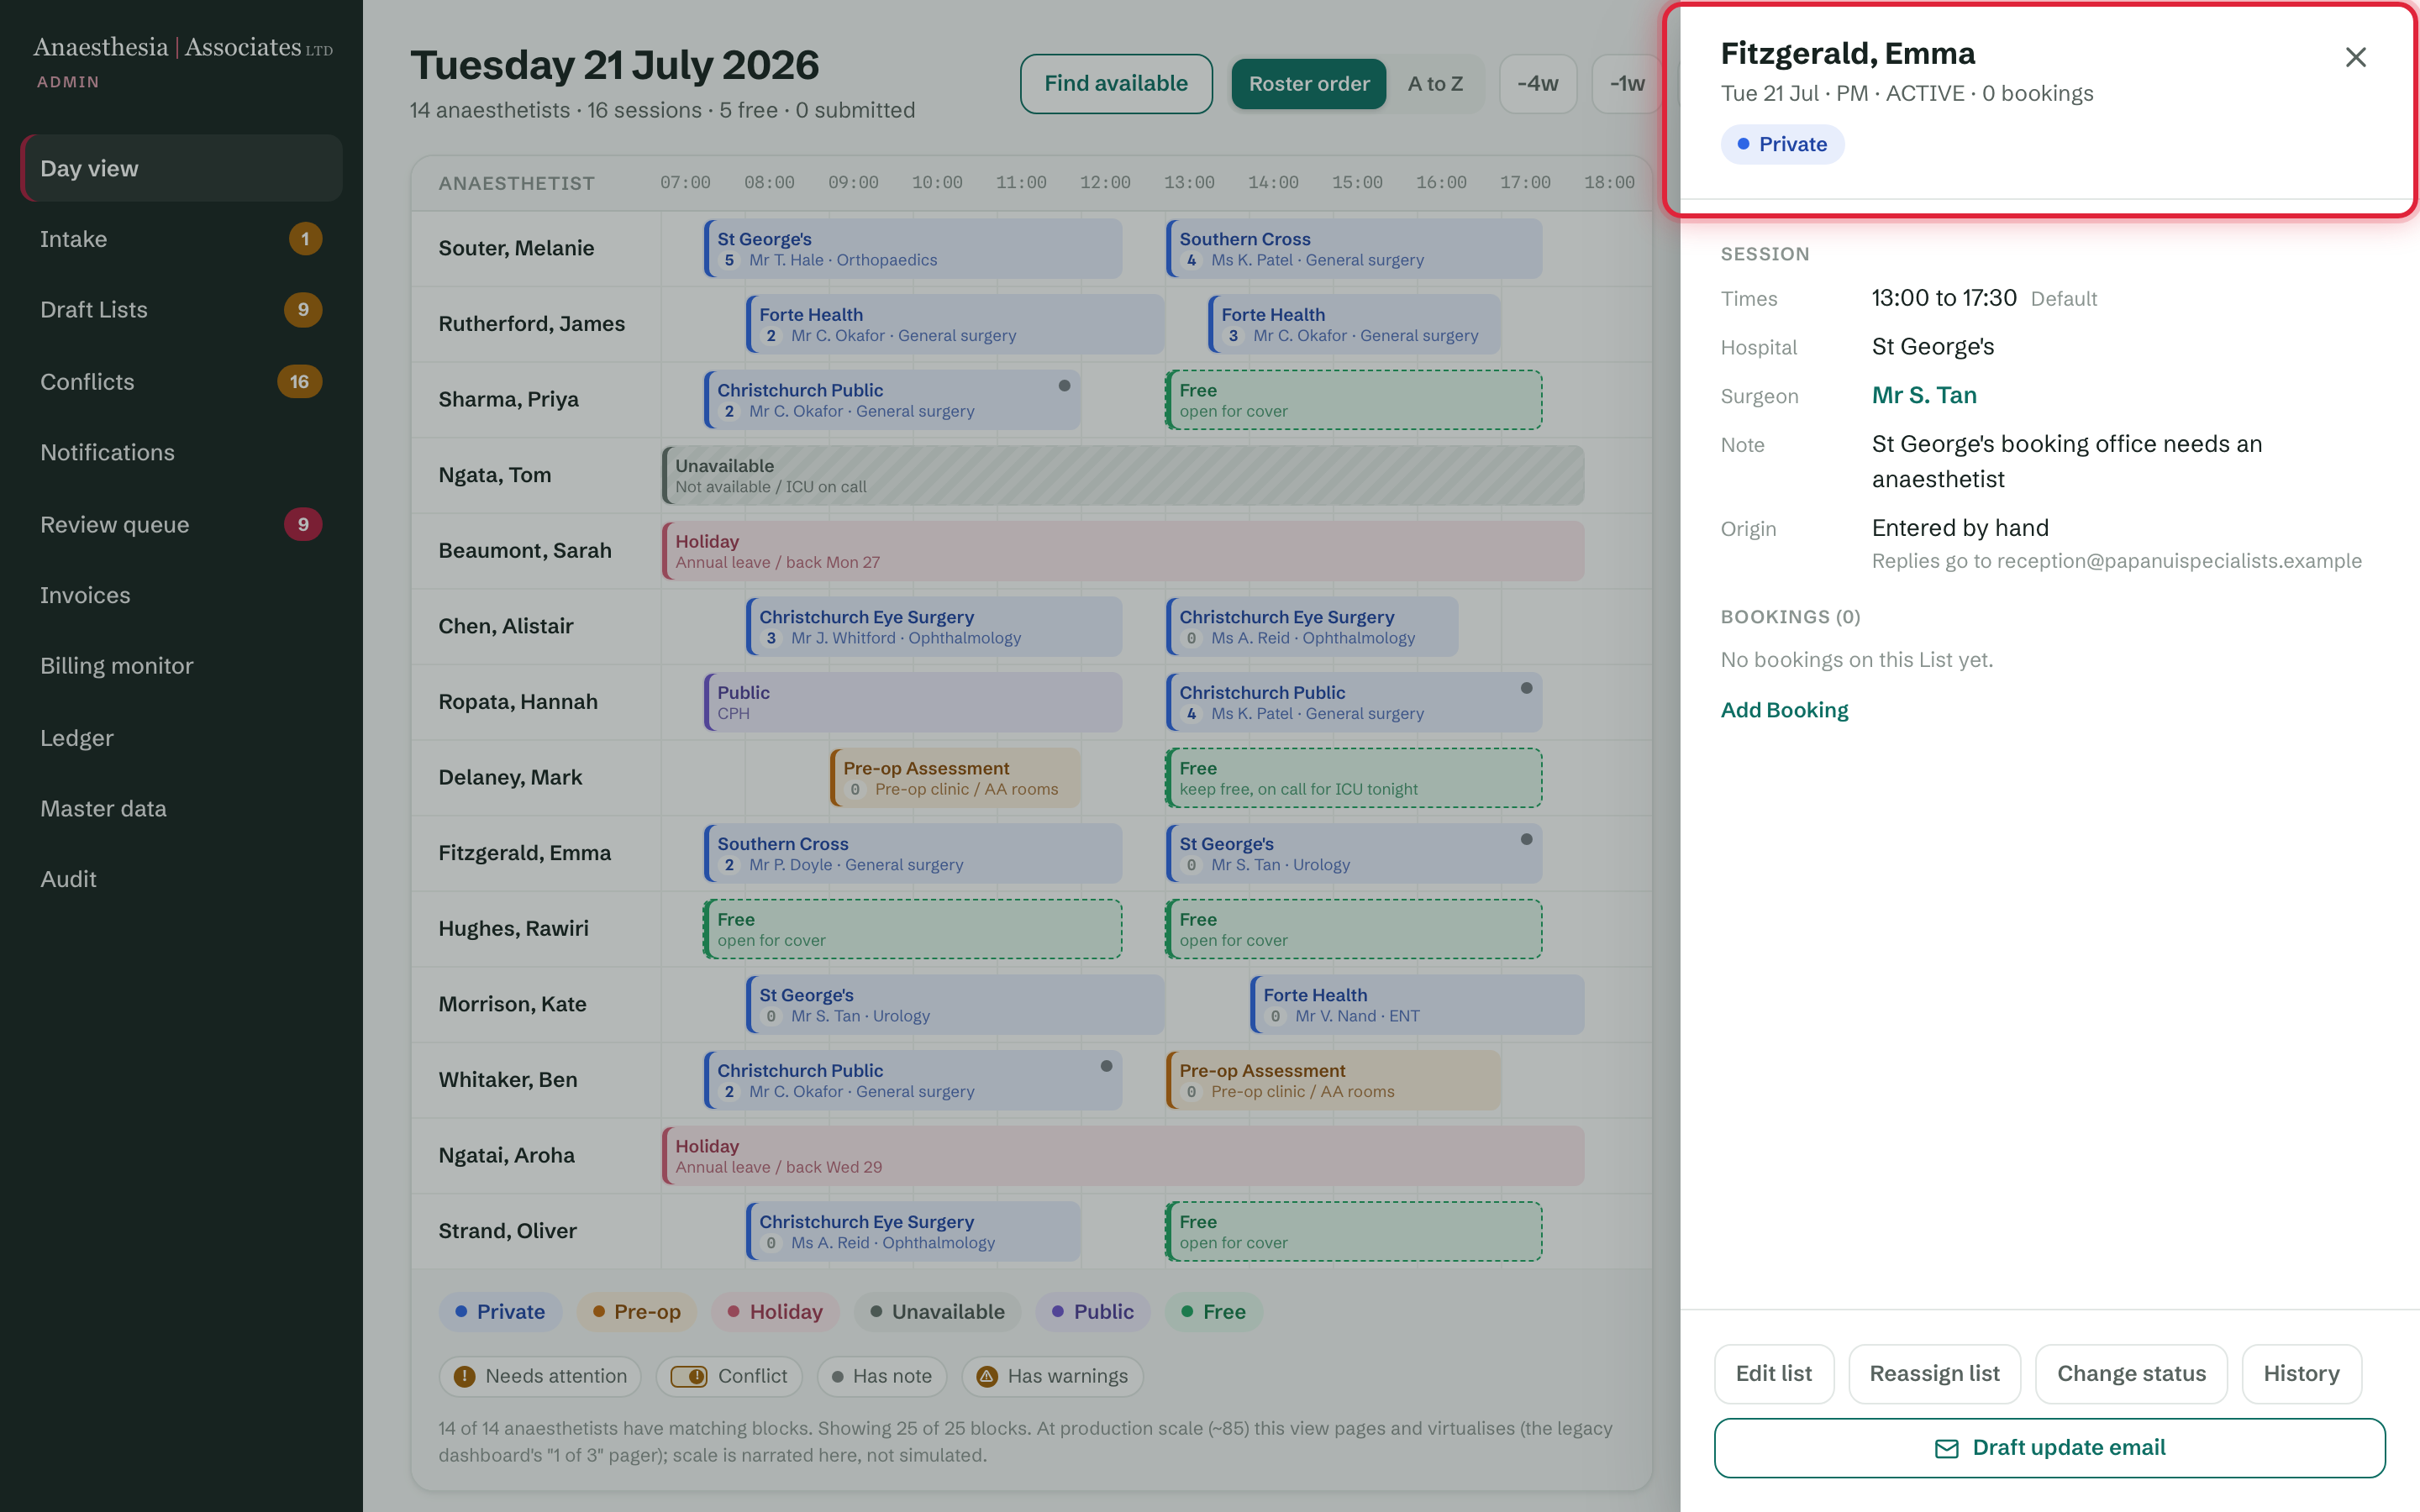 Anaesthesia | Associates LTD
ADMIN
Day view
Intake 1
Draft Lists 9
Conflicts 16
Notifications
Review queue 9
Invoices
Billing monitor
Ledger
Master data
Audit
Tuesday 21 July 2026
14 anaesthetists · 16 sessions · 5 free · 0 submitted
Find available
Roster order
A to Z
-4w
-1w
ANAESTHETIST 07:00 08:00 09:00 10:00 11:00 12:00 13:00 14:00 15:00 16:00 17:00 18:00
Souter, Melanie
St George's
5 Mr T. Hale · Orthopaedics
Southern Cross
4 Ms K. Patel · General surgery
Rutherford, James
Forte Health
2 Mr C. Okafor · General surgery
Forte Health
3 Mr C. Okafor · General surgery
Sharma, Priya
Christchurch Public
2 Mr C. Okafor · General surgery
Free
open for cover
Ngata, Tom
Unavailable
Not available / ICU on call
Beaumont, Sarah
Holiday
Annual leave / back Mon 27
Chen, Alistair
Christchurch Eye Surgery
3 Mr J. Whitford · Ophthalmology
Christchurch Eye Surgery
0 Ms A. Reid · Ophthalmology
Ropata, Hannah
Public
CPH
Christchurch Public
4 Ms K. Patel · General surgery
Delaney, Mark
Pre-op Assessment
0 Pre-op clinic / AA rooms
Free
keep free, on call for ICU tonight
Fitzgerald, Emma
Southern Cross
2 Mr P. Doyle · General surgery
St George's
0 Mr S. Tan · Urology
Hughes, Rawiri
Free
open for cover
Free
open for cover
Morrison, Kate
St George's
0 Mr S. Tan · Urology
Forte Health
0 Mr V. Nand · ENT
Whitaker, Ben
Christchurch Public
2 Mr C. Okafor · General surgery
Pre-op Assessment
0 Pre-op clinic / AA rooms
Ngatai, Aroha
Holiday
Annual leave / back Wed 29
Strand, Oliver
Christchurch Eye Surgery
0 Ms A. Reid · Ophthalmology
Free
open for cover
Private Pre-op Holiday Unavailable Public Free
Needs attention Conflict Has note Has warnings
14 of 14 anaesthetists have matching blocks. Showing 25 of 25 blocks. At production scale (~85) this view pages and virtualises (the legacy
dashboard's "1 of 3" pager); scale is narrated here, not simulated.
Fitzgerald, Emma
Tue 21 Jul · PM · ACTIVE · 0 bookings
Private
SESSION
Times 13:00 to 17:30 Default
Hospital St George's
Surgeon Mr S. Tan
Note St George's booking office needs an
anaesthetist
Origin Entered by hand
Replies go to reception@papanuispecialists.example
BOOKINGS (0)
No bookings on this List yet.
Add Booking
Edit list
Reassign list
Change status
History
Draft update email